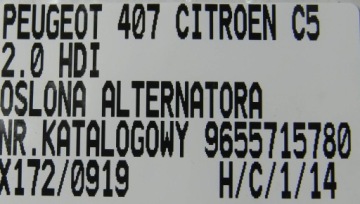 PEUGEOT 407 CITROEN C5
2.0 HDI
OSLONA ALTERNATORA
NR.KATALOGOWY 9655715780
X172/0919 H/C/1/14